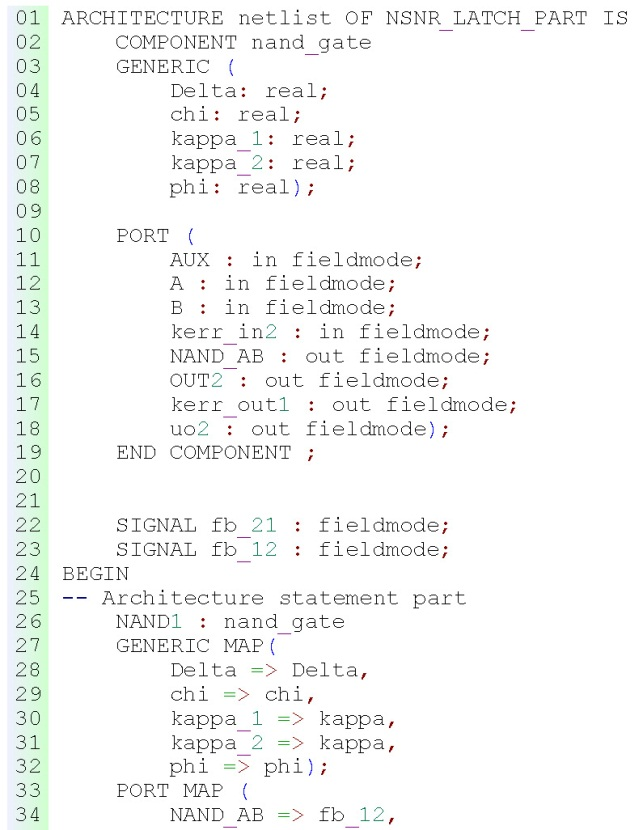 01 ARCHITECTURE netlist OF NSNR_LATCH_PART IS
02     COMPONENT nand_gate
03     GENERIC (
04         Delta: real;
05         chi: real;
06         kappa_1: real;
07         kappa_2: real;
08         phi: real);
09
10     PORT (
11         AUX : in fieldmode;
12         A : in fieldmode;
13         B : in fieldmode;
14         kerr_in2 : in fieldmode;
15         NAND_AB : out fieldmode;
16         OUT2 : out fieldmode;
17         kerr_out1 : out fieldmode;
18         uo2 : out fieldmode);
19     END COMPONENT ;
20
21
22     SIGNAL fb_21 : fieldmode;
23     SIGNAL fb_12 : fieldmode;
24 BEGIN
25 -- Architecture statement part
26     NAND1 : nand_gate
27     GENERIC MAP(
28         Delta => Delta,
29         chi => chi,
30         kappa_1 => kappa,
31         kappa_2 => kappa,
32         phi => phi);
33     PORT MAP (
34         NAND_AB => fb_12,